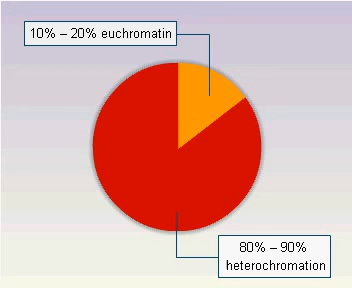 10% – 20% euchromatin
80% – 90%
heterochromation